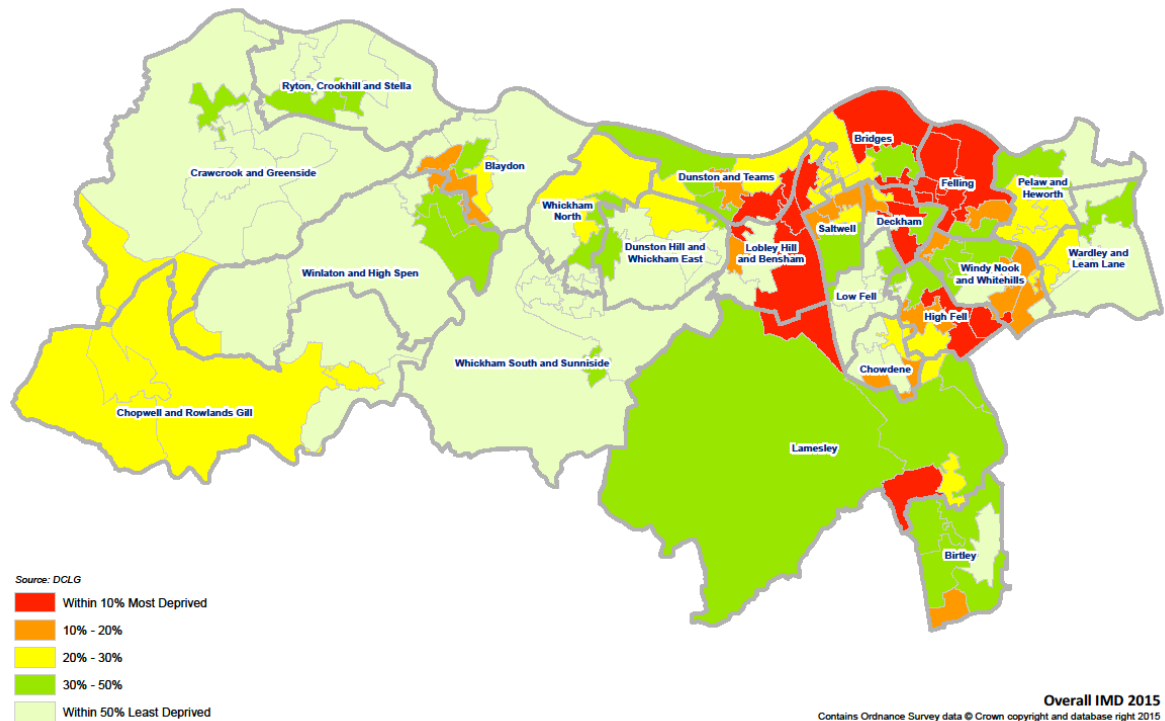 Ryton, Crookhill and Stella
Crawcrook and Greenside
Blaydon
Bridges
Dunston and Teams
Felling
Pelaw and
Heworth
Whickham
North
Saltwell
Deckham
Dunston Hill and
Whickham East
Lobley Hill
and Bensham
Wardley and
Leam Lane
Winlaton and High Spen
Windy Nook
and Whitehills
Low Fell
High Fell
Whickham South and Sunniside
Chowdene
Chopwell and Rowlands Gill
Lamesley
Birtley
Source: DCLG
Within 10% Most Deprived
10% - 20%
20% - 30%
30% - 50%
Within 50% Least Deprived
Overall IMD 2015
Contains Ordnance Survey data © Crown copyright and database right 2015